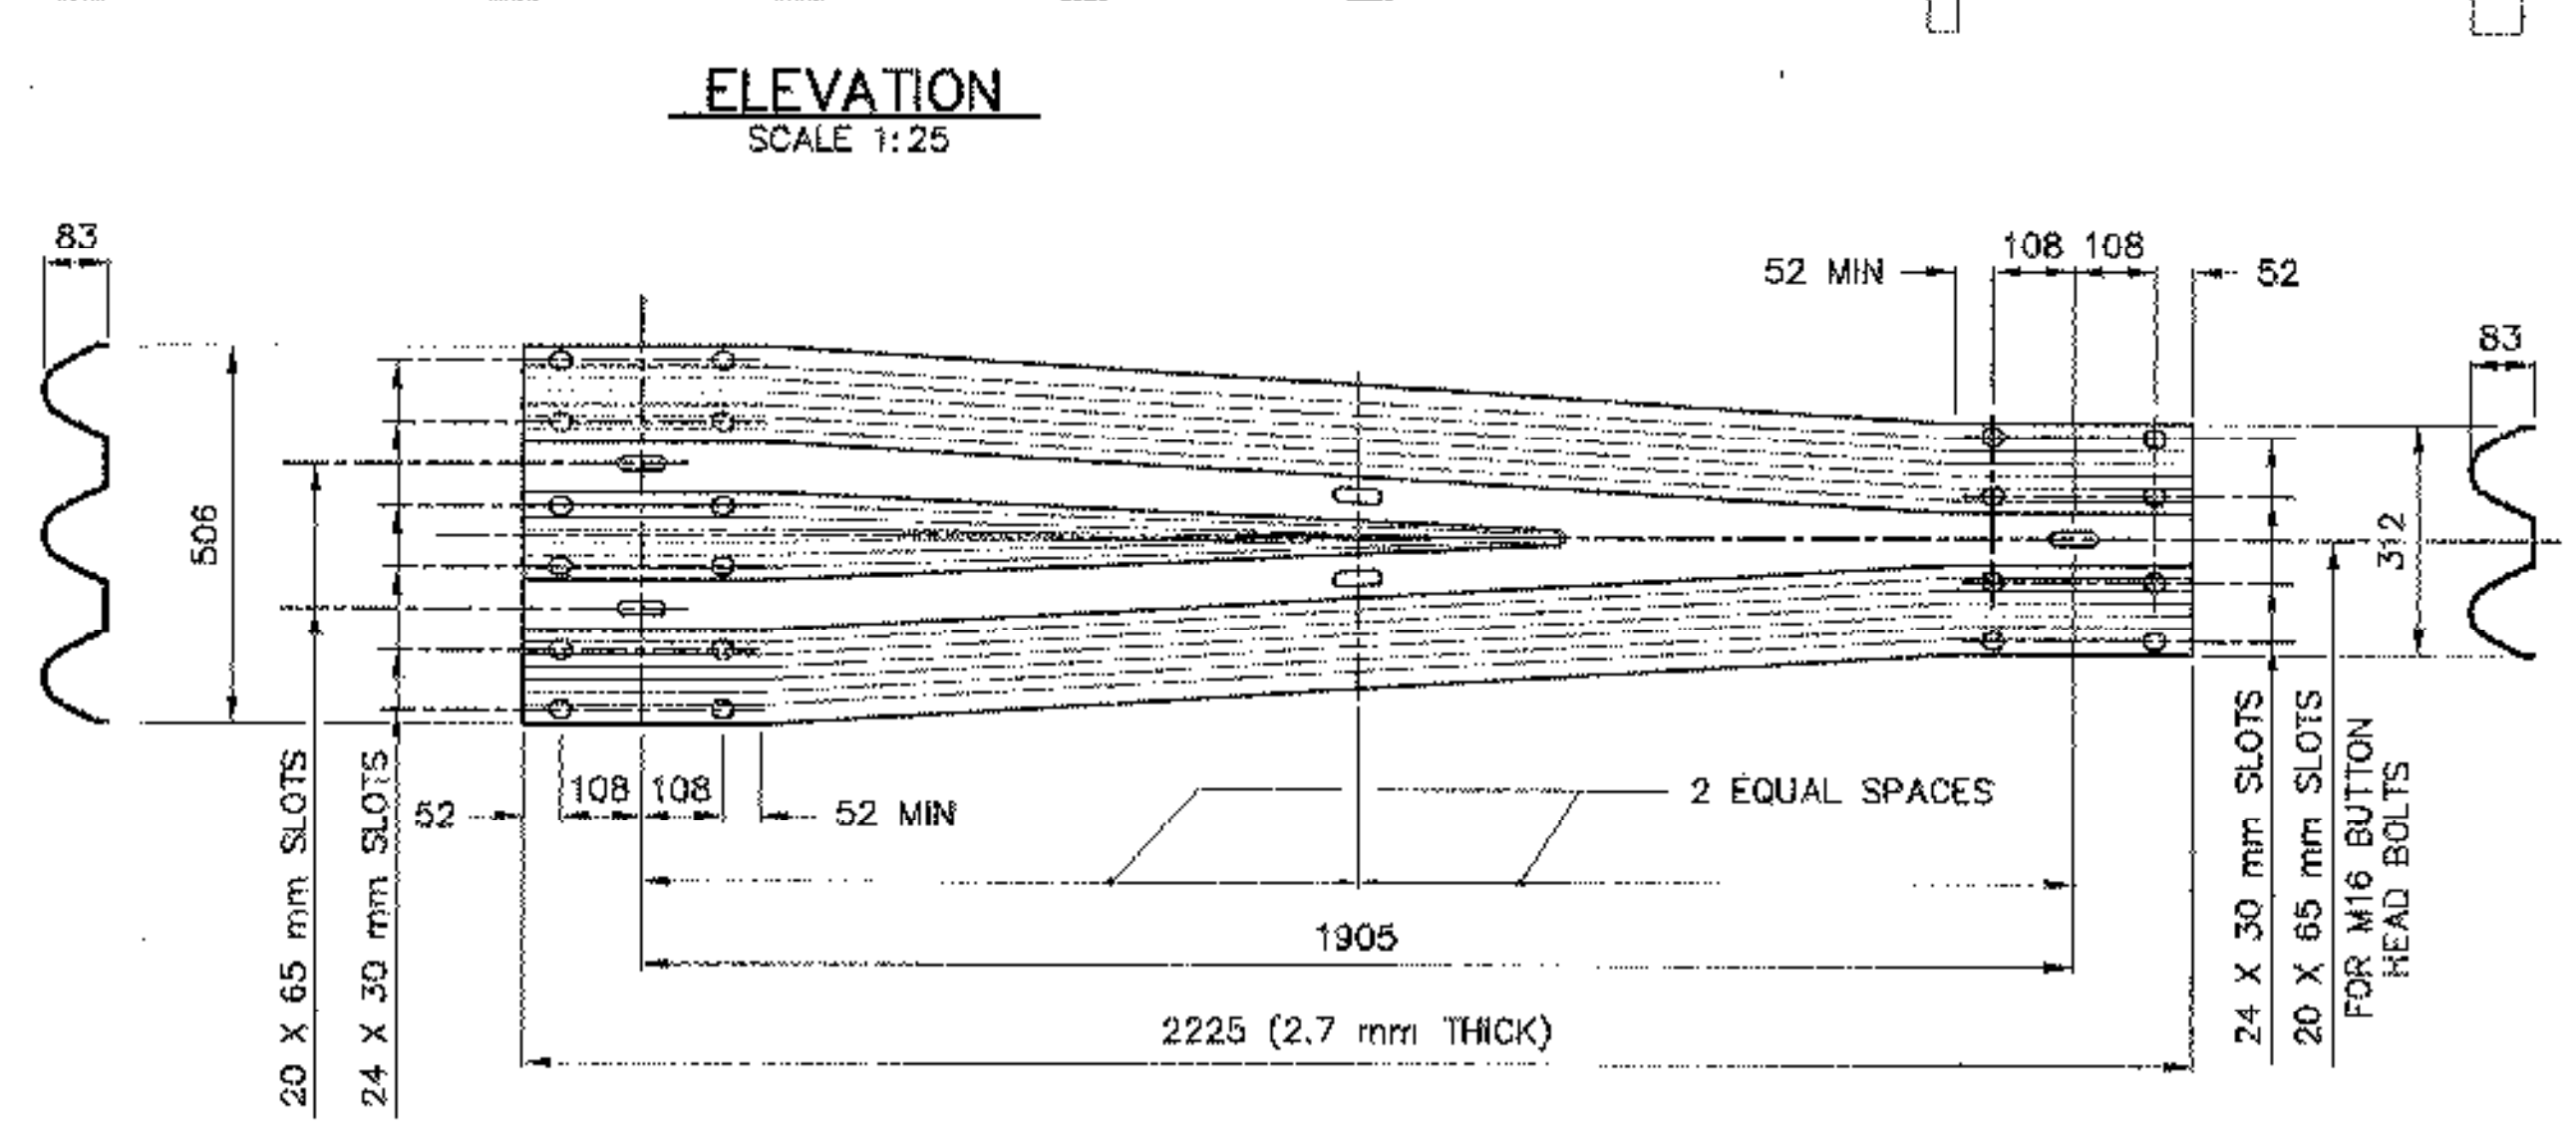 ELEVATION
SCALE 1:25
83
108 108
52 MIN
52
83
506
312
20 X 65 mm SLOTS
24 X 30 mm SLOTS
52
108 108
52 MIN
2 EQUAL SPACES
1905
2225 (2.7 mm THICK)
24 X 30 mm SLOTS
20 X 65 mm SLOTS
FOR M16 BUTTON
HEAD BOLTS